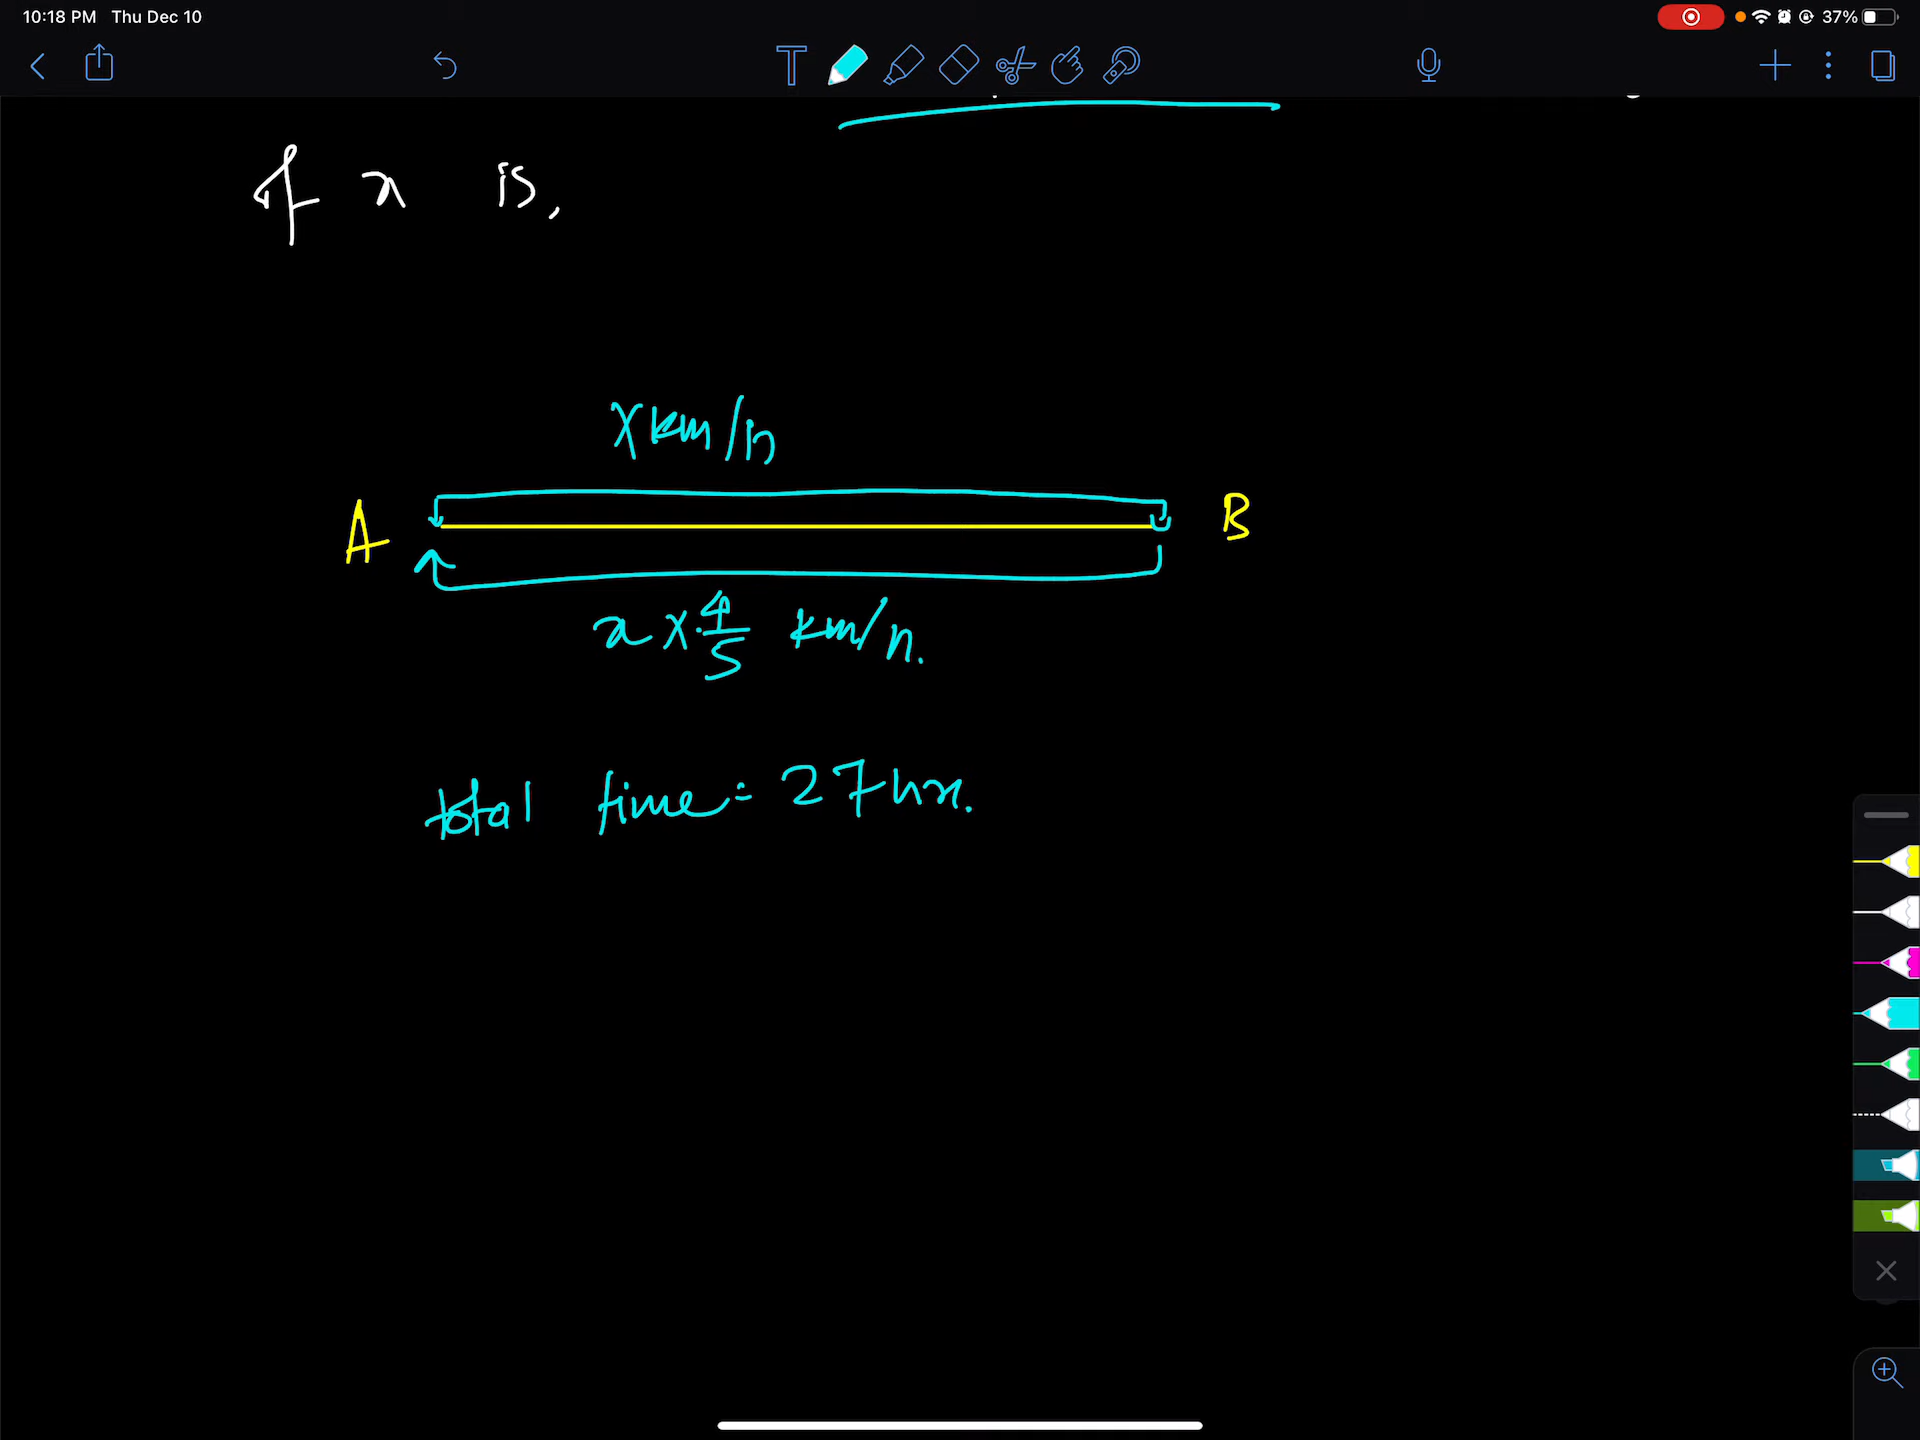 10:18 PM Thu Dec 10
37%
If x is,
x km/h
A B
x × 4/5 km/h.
total time = 27 hr.